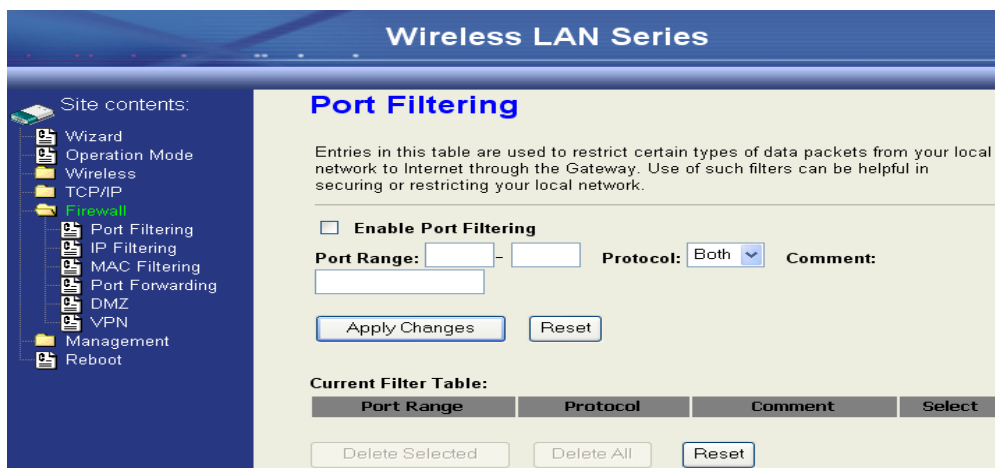 Wireless LAN Series
Site contents:
Wizard
Operation Mode
Wireless
TCP/IP
Firewall
Port Filtering
IP Filtering
MAC Filtering
Port Forwarding
DMZ
VPN
Management
Reboot
Port Filtering
Entries in this table are used to restrict certain types of data packets from your local
network to Internet through the Gateway. Use of such filters can be helpful in
securing or restricting your local network.
Enable Port Filtering
Port Range: - Protocol: Both Comment:
Apply Changes Reset
Current Filter Table:
Port Range Protocol Comment Select
Delete Selected Delete All Reset